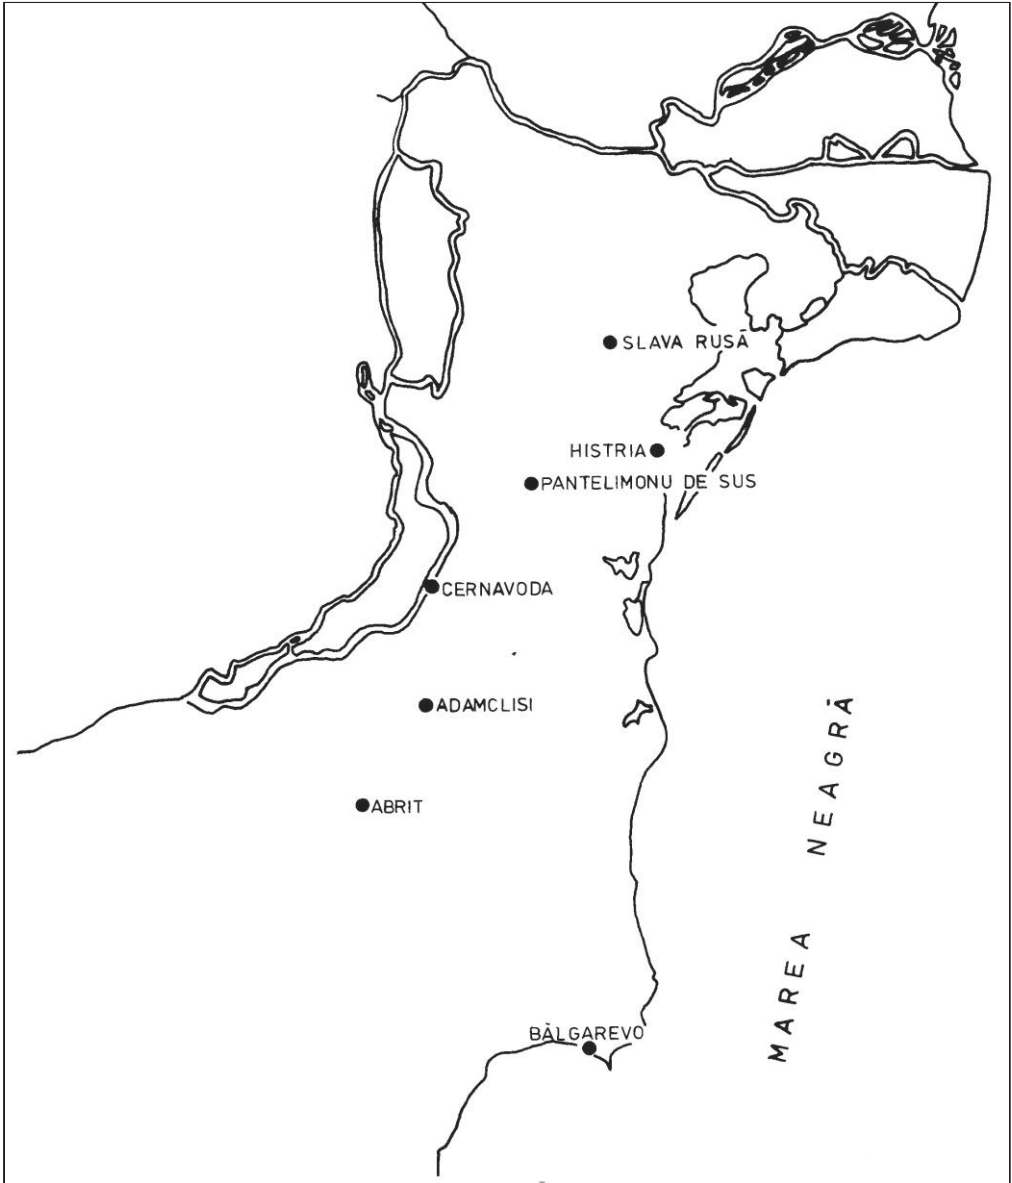 SLAVA RUSĂ
HISTRIA
PANTELIMONU DE SUS
CERNAVODA
ADAMCLISI
ABRIT
MAREA NEAGRĂ
BĂLGAREVO